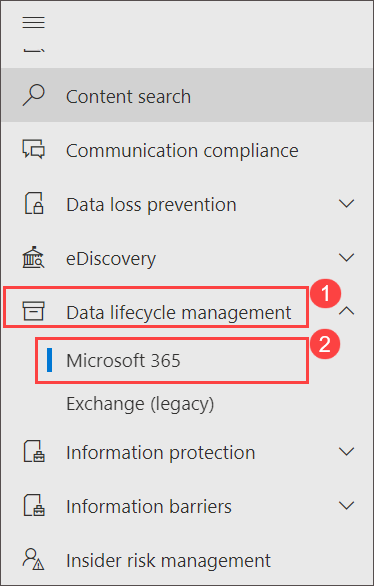 Content search
Communication compliance
Data loss prevention
eDiscovery
1
Data lifecycle management
2
Microsoft 365
Exchange (legacy)
Information protection
Information barriers
Insider risk management